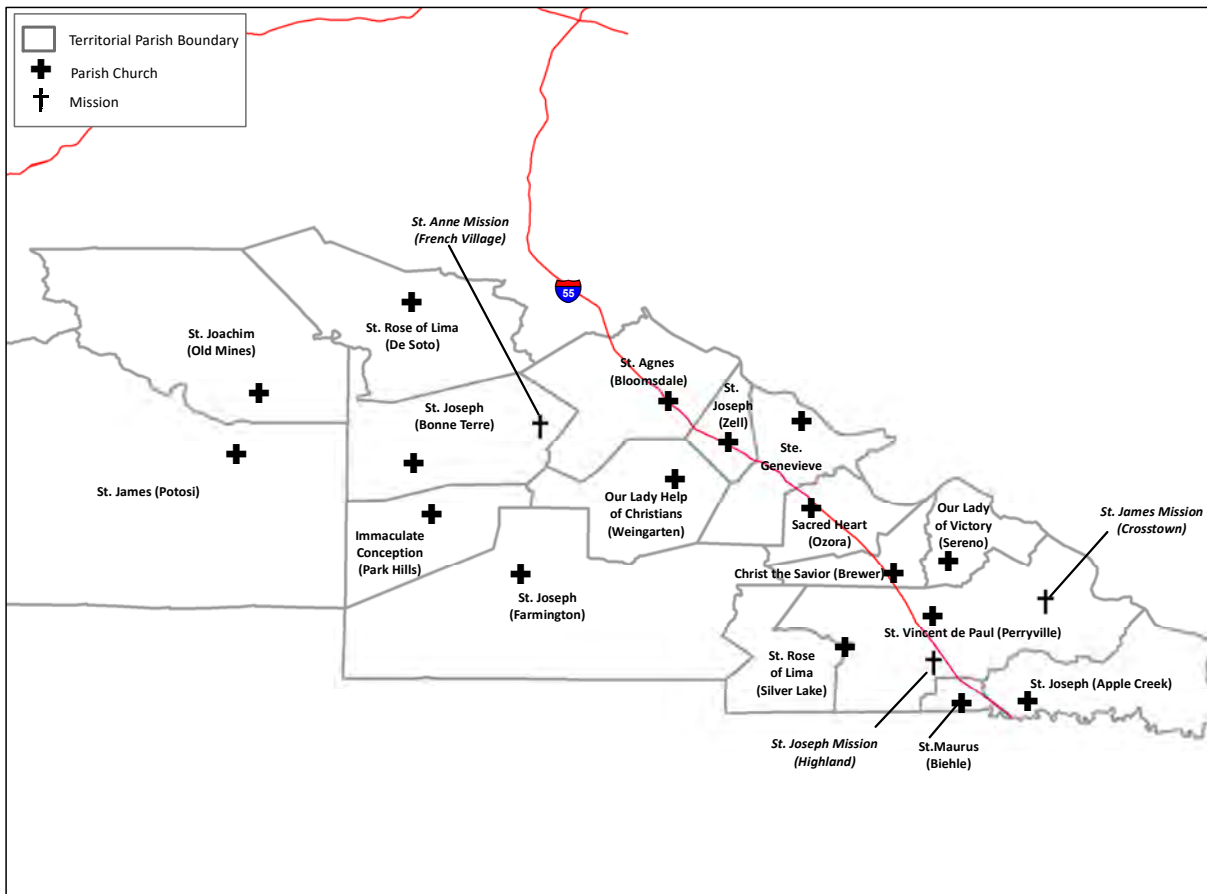 Territorial Parish Boundary
Parish Church
Mission
St. Anne Mission
(French Village)
55
St. Rose of Lima
(De Soto)
St. Joachim
(Old Mines)
St. Agnes
(Bloomsdale)
St.
Joseph
(Zell)
St. Joseph
(Bonne Terre)
Ste.
Genevieve
St. James (Potosi)
Our Lady Help
of Christians
(Weingarten)
Immaculate
Conception
(Park Hills)
Sacred Heart
(Ozora)
Our Lady
of Victory
(Sereno)
St. James Mission
(Crosstown)
Christ the Savior (Brewer)
St. Joseph
(Farmington)
St. Vincent de Paul (Perryville)
St. Rose
of Lima
(Silver Lake)
St. Joseph (Apple Creek)
St. Joseph Mission
(Highland)
St.Maurus
(Biehle)